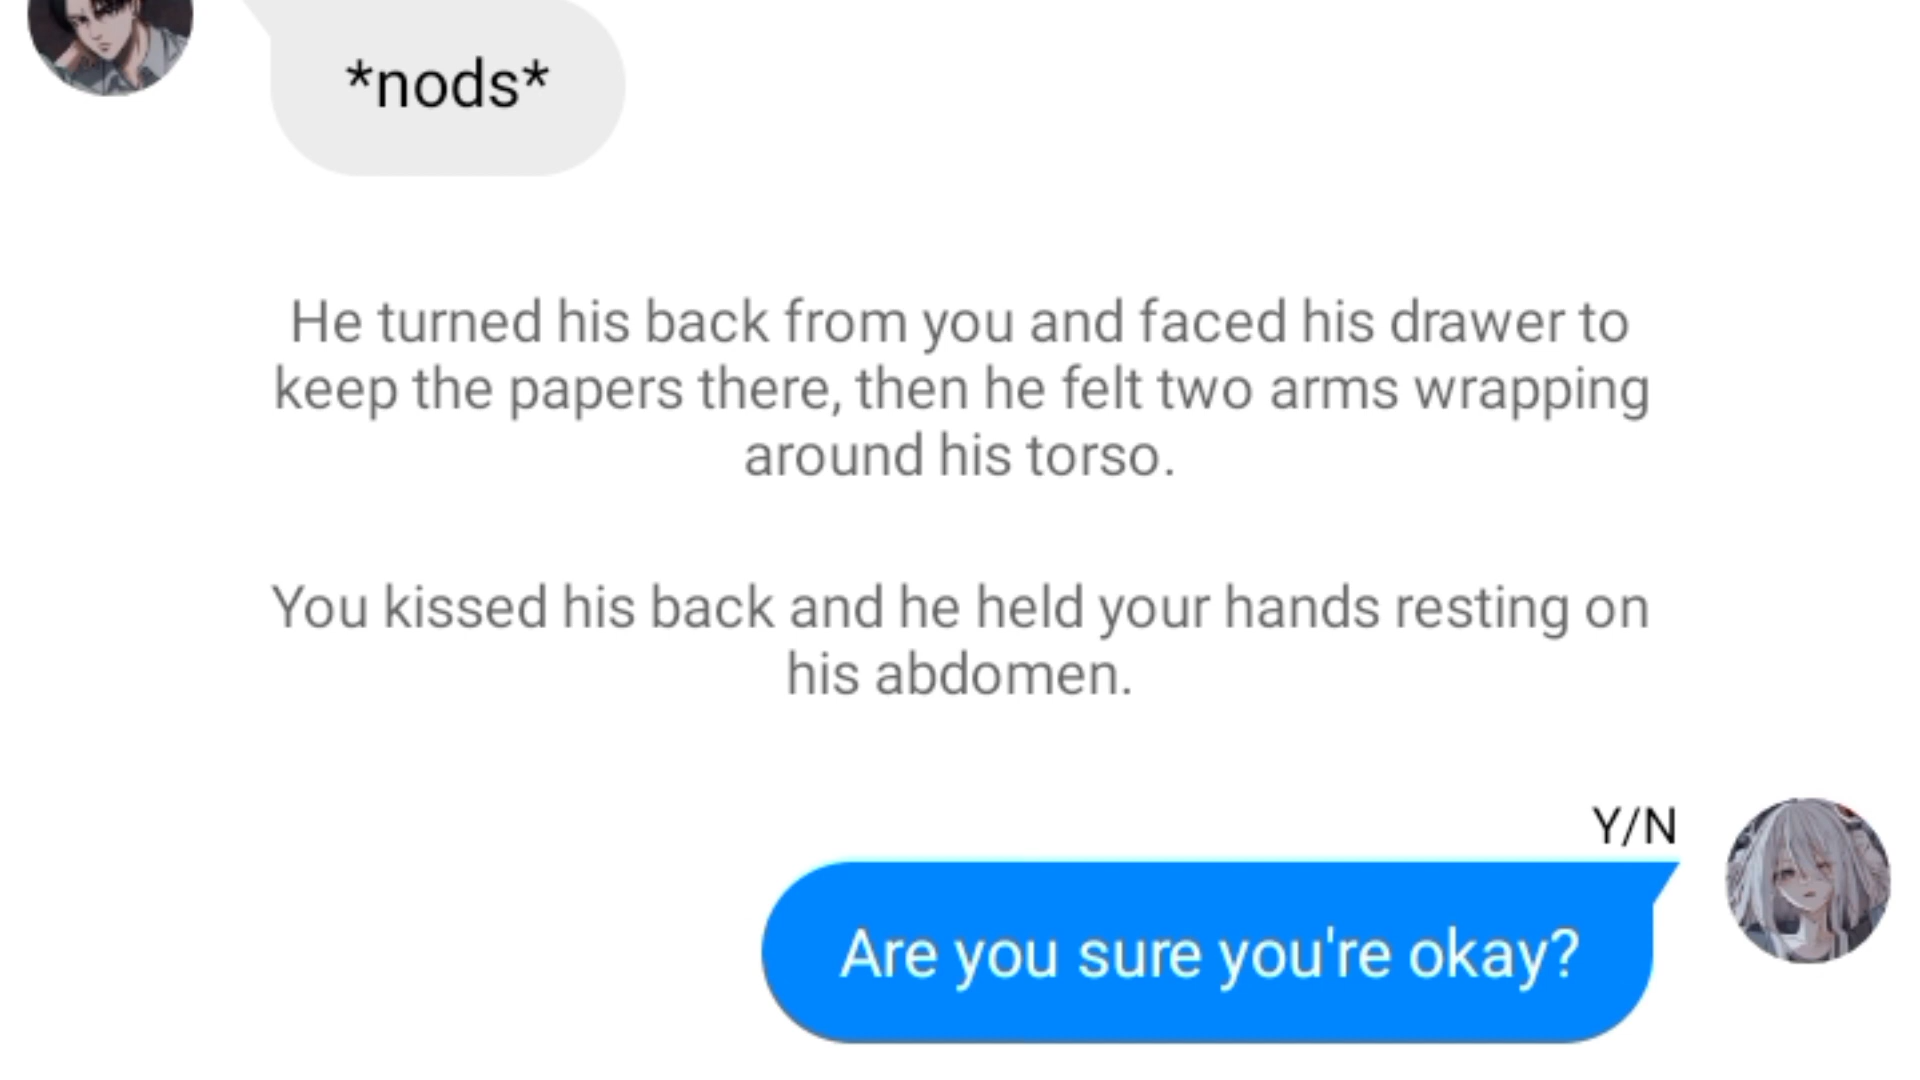 *nods*
He turned his back from you and faced his drawer to
keep the papers there, then he felt two arms wrapping
around his torso.
You kissed his back and he held your hands resting on
his abdomen.
Y/N
Are you sure you're okay?